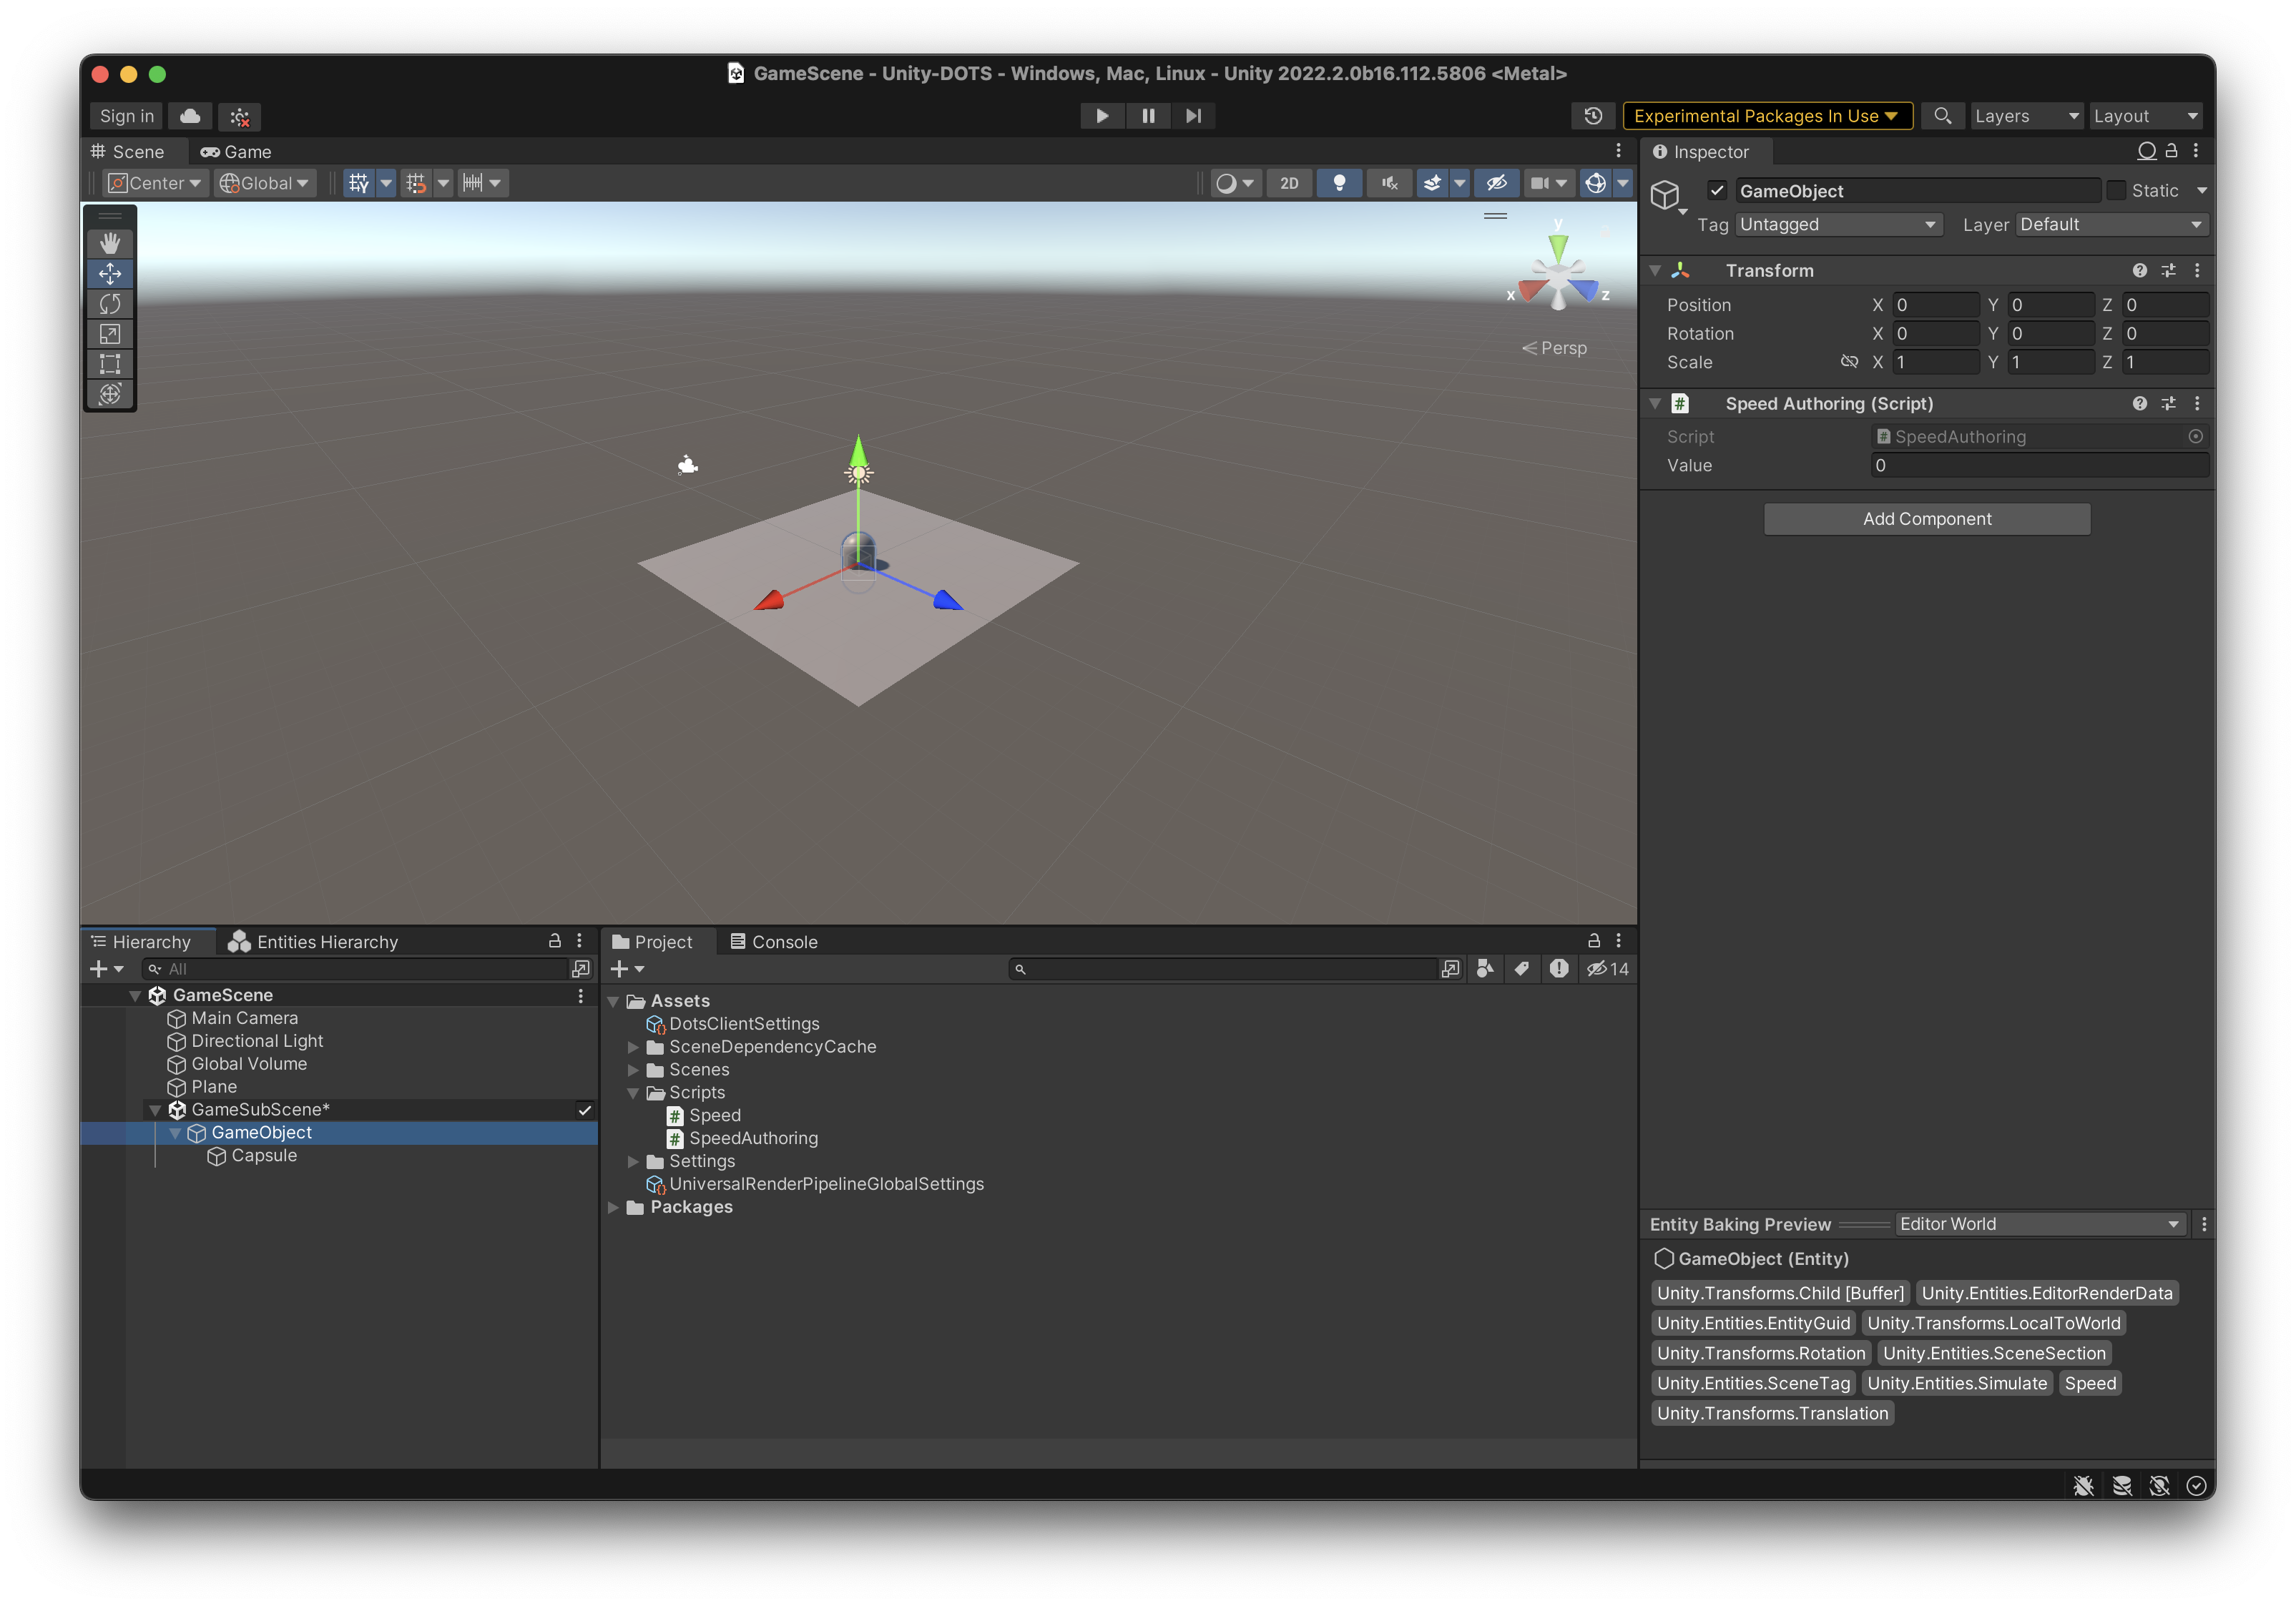 GameScene - Unity-DOTS - Windows, Mac, Linux - Unity 2022.2.0b16.112.5806 <Metal>
Sign in
Experimental Packages In Use
Layers
Layout
Scene
Game
Center
Global
2D
y
x
z
Persp
Inspector
GameObject
Static
Tag
Untagged
Layer
Default
Transform
Position X 0 Y 0 Z 0
Rotation X 0 Y 0 Z 0
Scale X 1 Y 1 Z 1
# Speed Authoring (Script)
Script # SpeedAuthoring
Value 0
Add Component
Hierarchy
Entities Hierarchy
All
GameScene
Main Camera
Directional Light
Global Volume
Plane
GameSubScene*
GameObject
Capsule
Project
Console
14
Assets
DotsClientSettings
SceneDependencyCache
Scenes
Scripts
# Speed
# SpeedAuthoring
Settings
UniversalRenderPipelineGlobalSettings
Packages
Entity Baking Preview
Editor World
GameObject (Entity)
Unity.Transforms.Child [Buffer] Unity.Entities.EditorRenderData
Unity.Entities.EntityGuid Unity.Transforms.LocalToWorld
Unity.Transforms.Rotation Unity.Entities.SceneSection
Unity.Entities.SceneTag Unity.Entities.Simulate Speed
Unity.Transforms.Translation